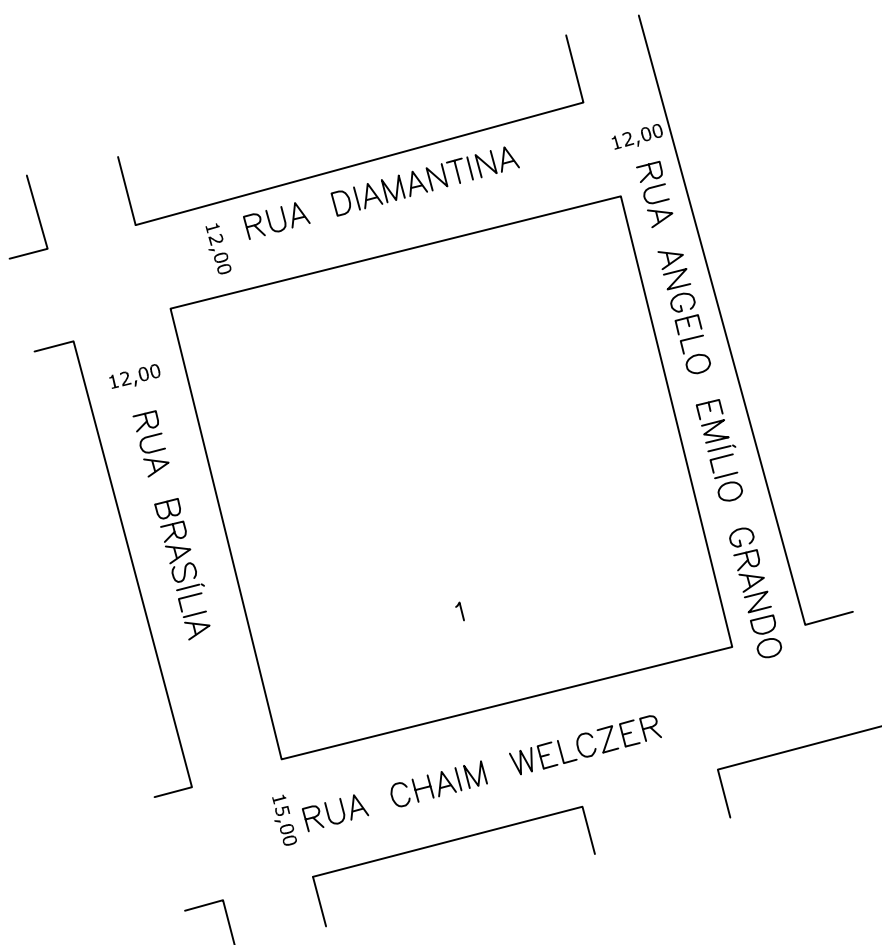 12,00
RUA DIAMANTINA
12,00
12,00
RUA ANGELO EMÍLIO GRANDO
RUA BRASÍLIA
1
RUA CHAIM WELCZER
15,00